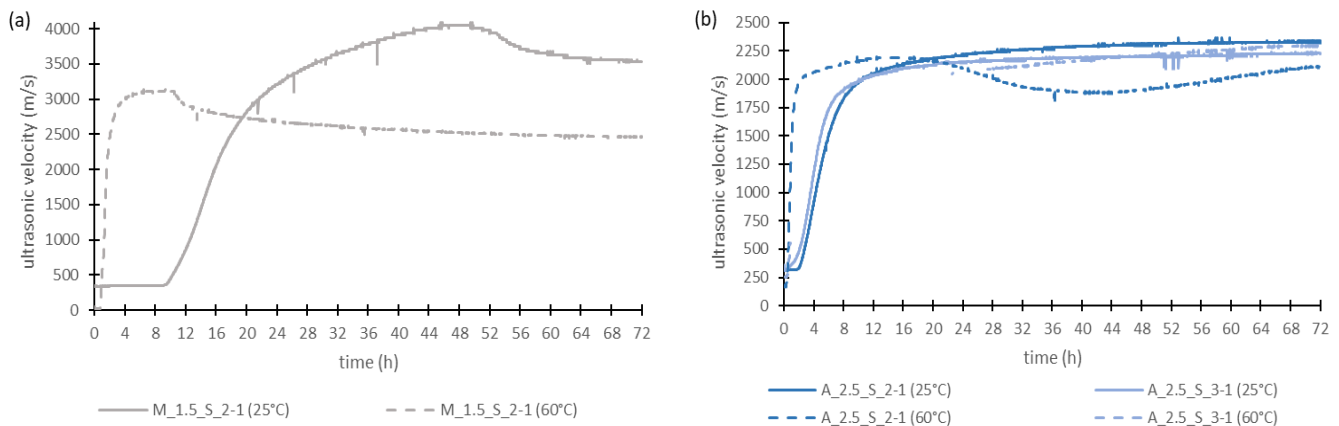 (a)
ultrasonic velocity (m/s)
4000
3500
3000
2500
2000
1500
1000
500
0
0 4 8 12 16 20 24 28 32 36 40 44 48 52 56 60 64 68 72
time (h)
M_1.5_S_2-1 (25°C) M_1.5_S_2-1 (60°C)
(b)
ultrasonic velocity (m/s)
2500
2250
2000
1750
1500
1250
1000
750
500
250
0
0 4 8 12 16 20 24 28 32 36 40 44 48 52 56 60 64 68 72
time (h)
A_2.5_S_2-1 (25°C) A_2.5_S_3-1 (25°C)
A_2.5_S_2-1 (60°C) A_2.5_S_3-1 (60°C)